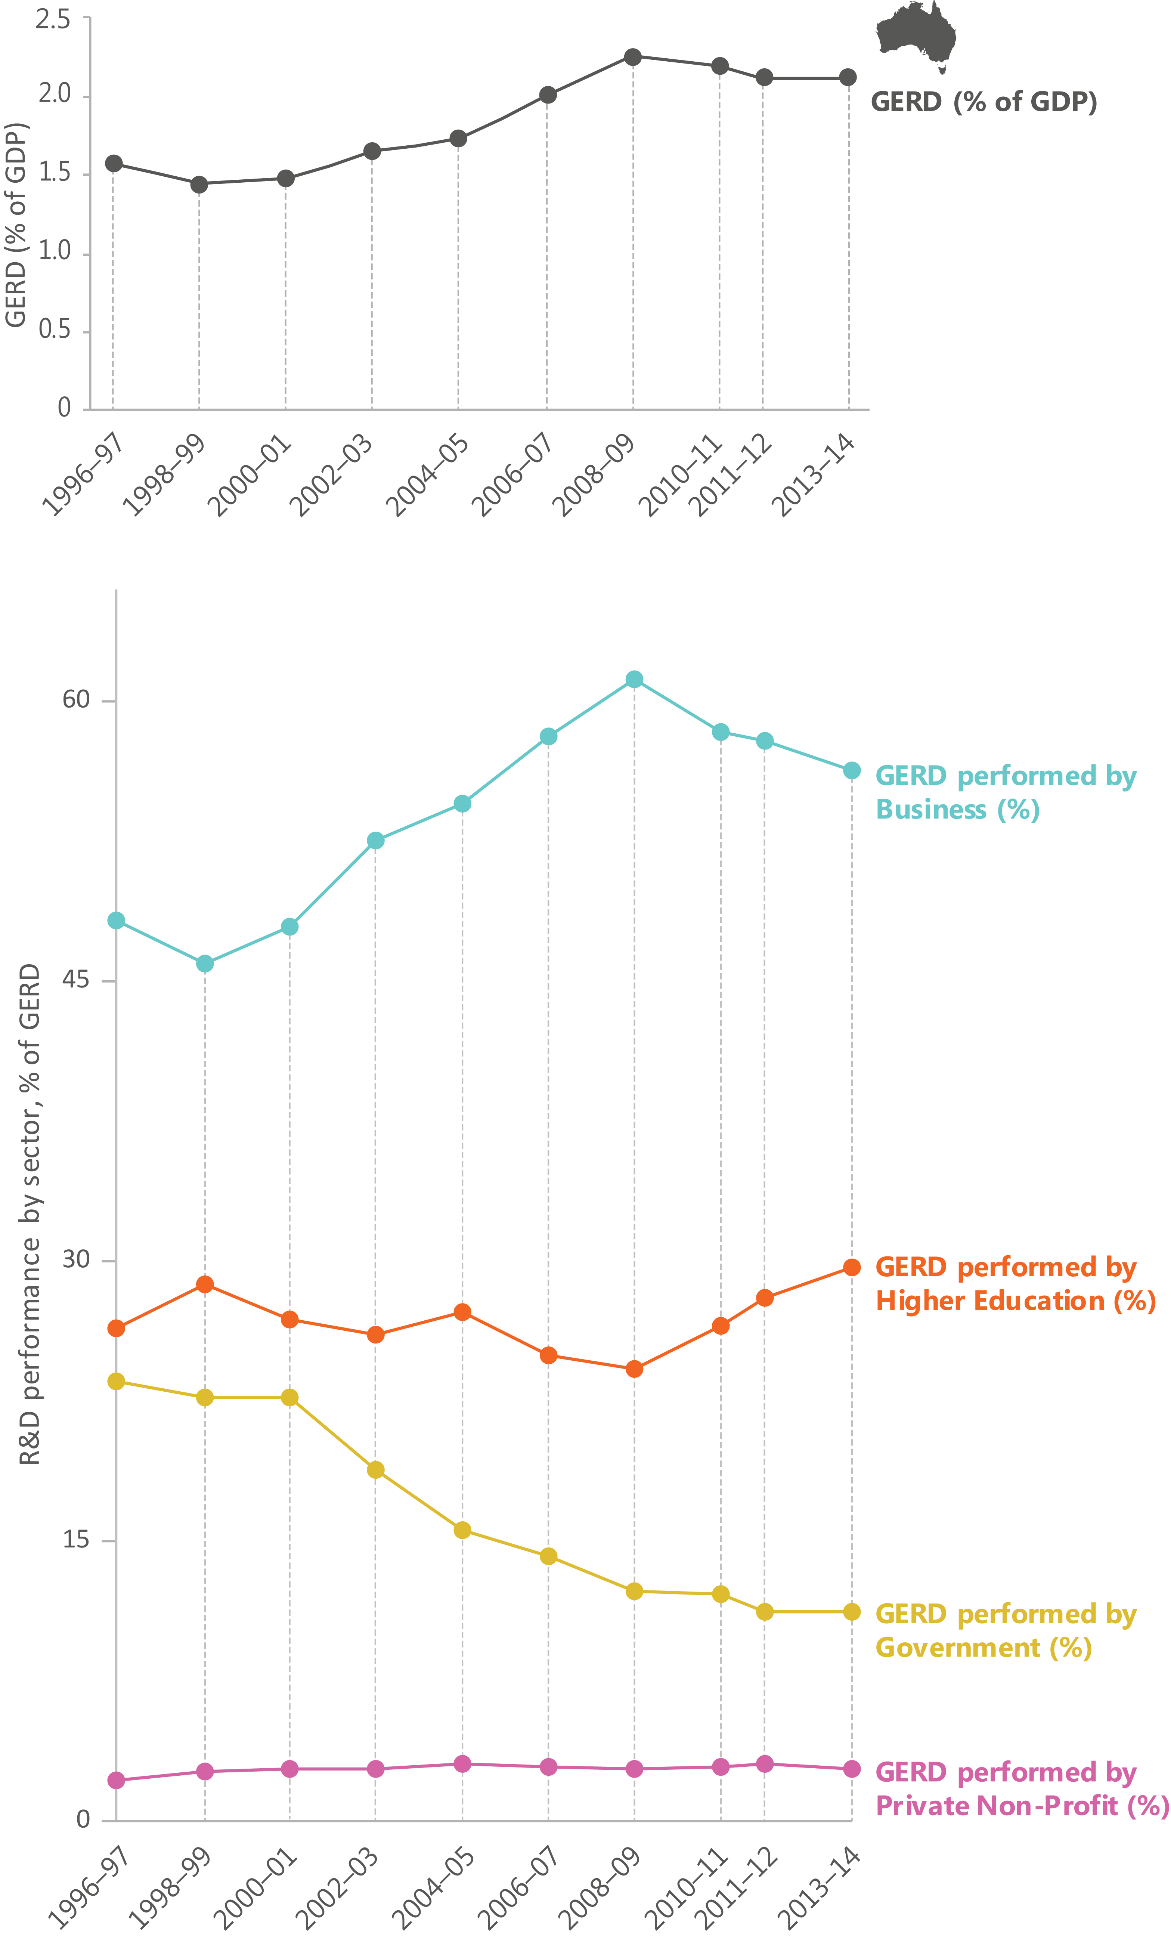 2.5
2.0
1.5
1.0
0.5
0
GERD (% of GDP)
GERD (% of GDP)
1996–97
1998–99
2000–01
2002–03
2004–05
2006–07
2008–09
2010–11
2011–12
2013–14
60
45
30
15
0
R&D performance by sector, % of GERD
GERD performed by
Business (%)
GERD performed by
Higher Education (%)
GERD performed by
Government (%)
GERD performed by
Private Non-Profit (%)
1996–97
1998–99
2000–01
2002–03
2004–05
2006–07
2008–09
2010–11
2011–12
2013–14